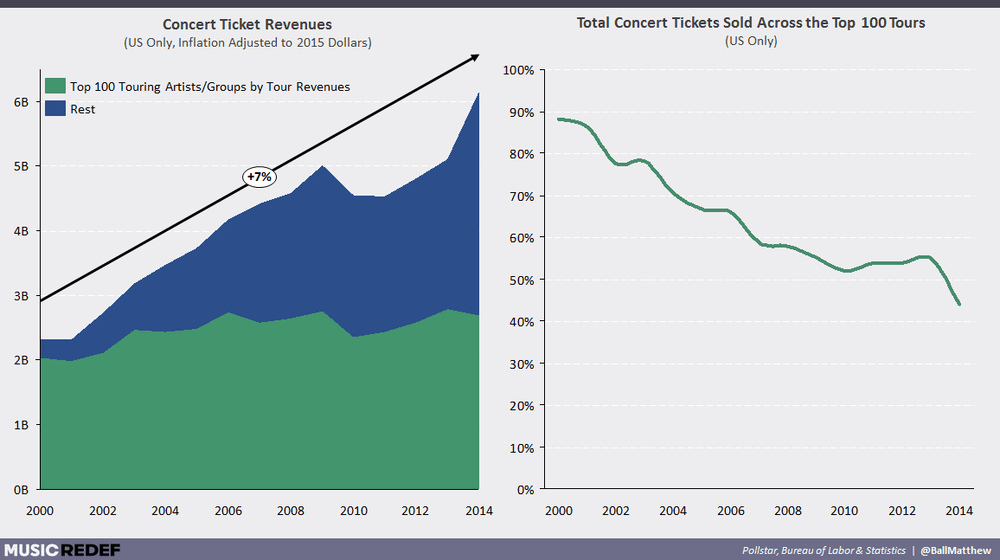 Concert Ticket Revenues
(US Only, Inflation Adjusted to 2015 Dollars)
Top 100 Touring Artists/Groups by Tour Revenues
Rest
6B
5B
4B
3B
2B
1B
0B
+7%
2000 2002 2004 2006 2008 2010 2012 2014
Total Concert Tickets Sold Across the Top 100 Tours
(US Only)
100%
90%
80%
70%
60%
50%
40%
30%
20%
10%
0%
2000 2002 2004 2006 2008 2010 2012 2014
MUSICREDEF
Pollstar, Bureau of Labor & Statistics | @BallMatthew